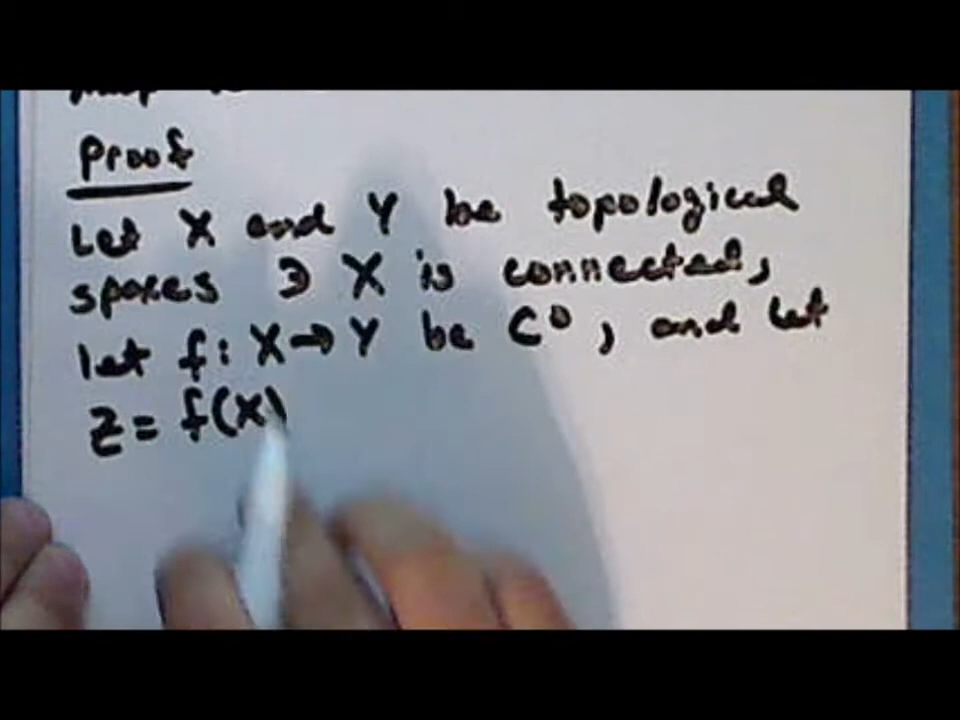 Proof
Let X and Y be topological
spaces ∋ X is connected,
let f: X→Y be C⁰, and let
Z = f(X)